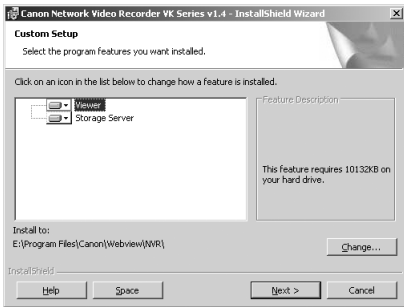 Canon Network Video Recorder VK Series v1.4 - InstallShield Wizard
Custom Setup
Select the program features you want installed.
Click on an icon in the list below to change how a feature is installed.
Viewer
Storage Server
Feature Description
This feature requires 10132KB on
your hard drive.
Install to:
E:\Program Files\Canon\Webview\NVR\
Change...
InstallShield
Help
Space
Next >
Cancel